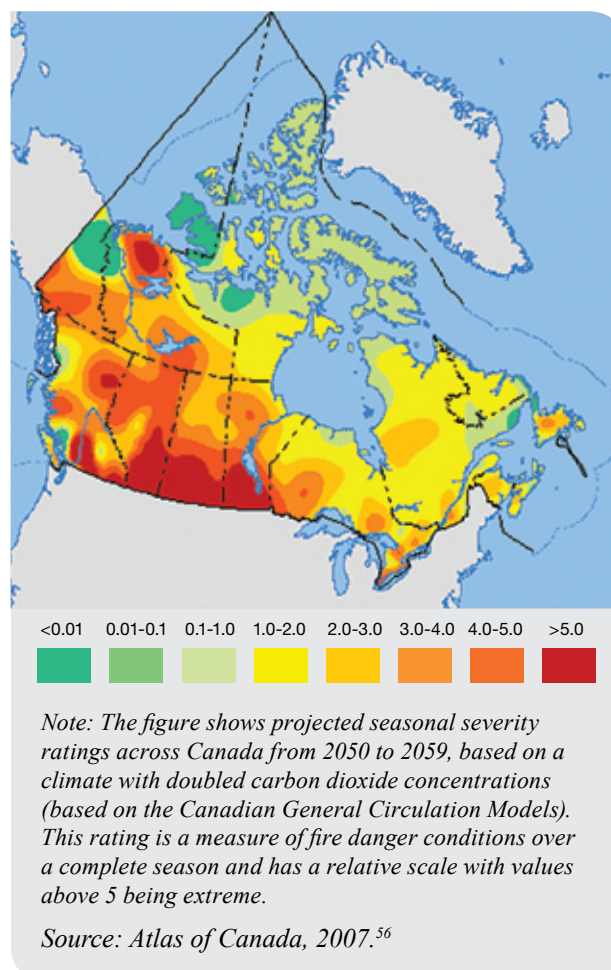 <0.01 0.01-0.1 0.1-1.0 1.0-2.0 2.0-3.0 3.0-4.0 4.0-5.0 >5.0
Note: The figure shows projected seasonal severity
ratings across Canada from 2050 to 2059, based on a
climate with doubled carbon dioxide concentrations
(based on the Canadian General Circulation Models).
This rating is a measure of fire danger conditions over
a complete season and has a relative scale with values
above 5 being extreme.
Source: Atlas of Canada, 2007.56